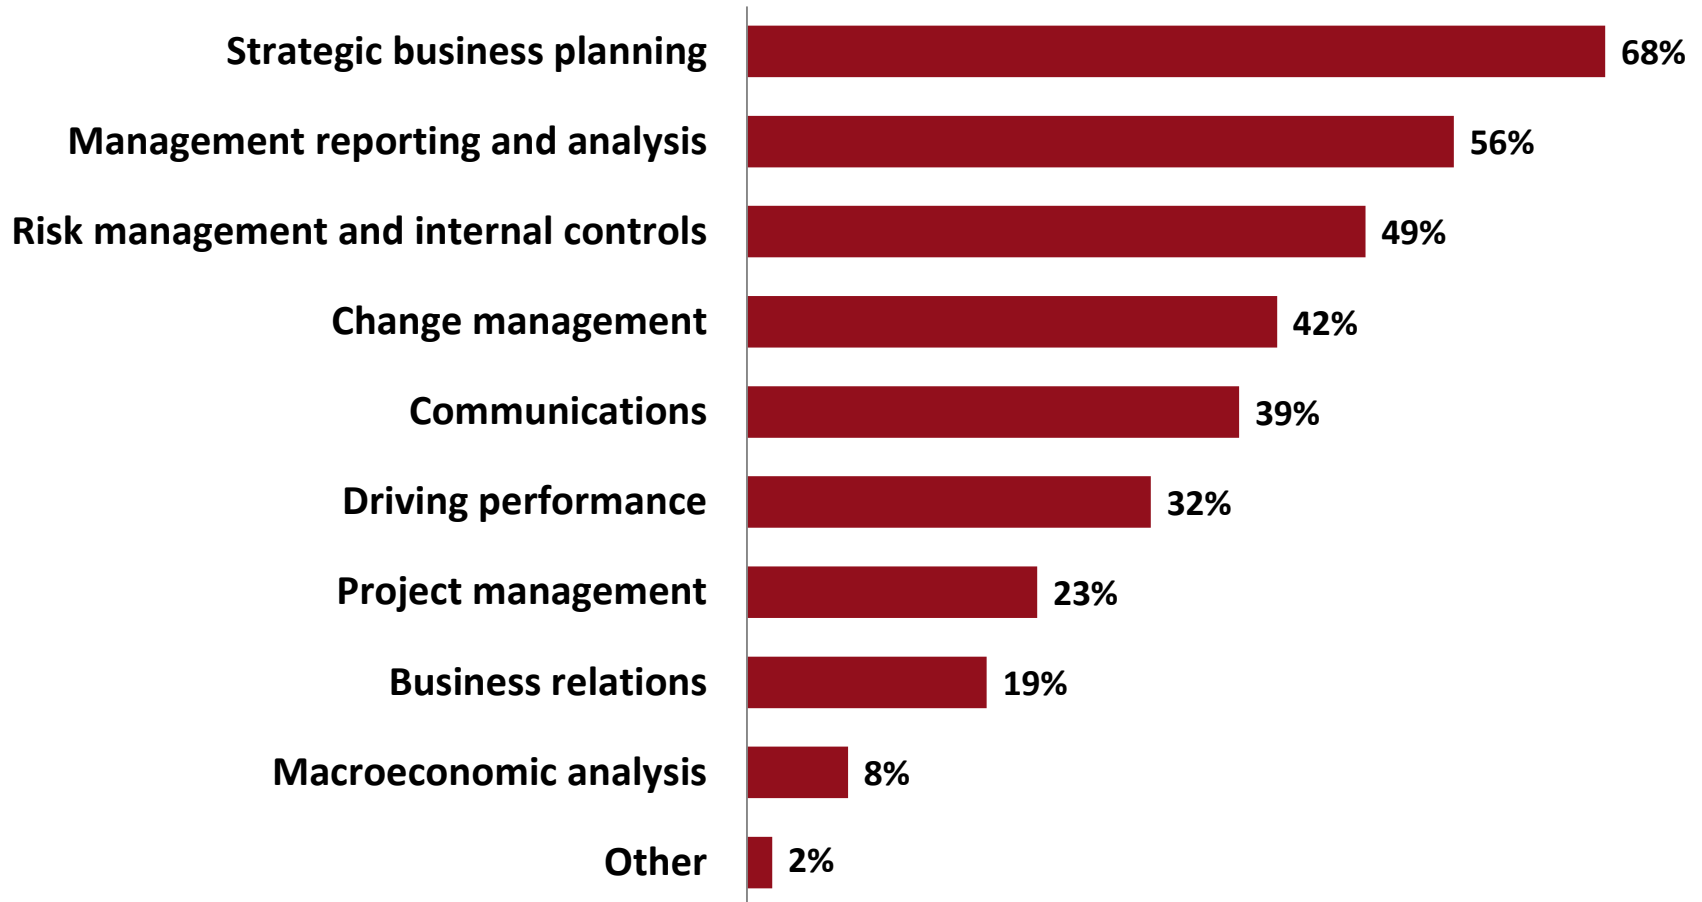 Strategic business planning 68%
Management reporting and analysis 56%
Risk management and internal controls 49%
Change management 42%
Communications 39%
Driving performance 32%
Project management 23%
Business relations 19%
Macroeconomic analysis 8%
Other 2%